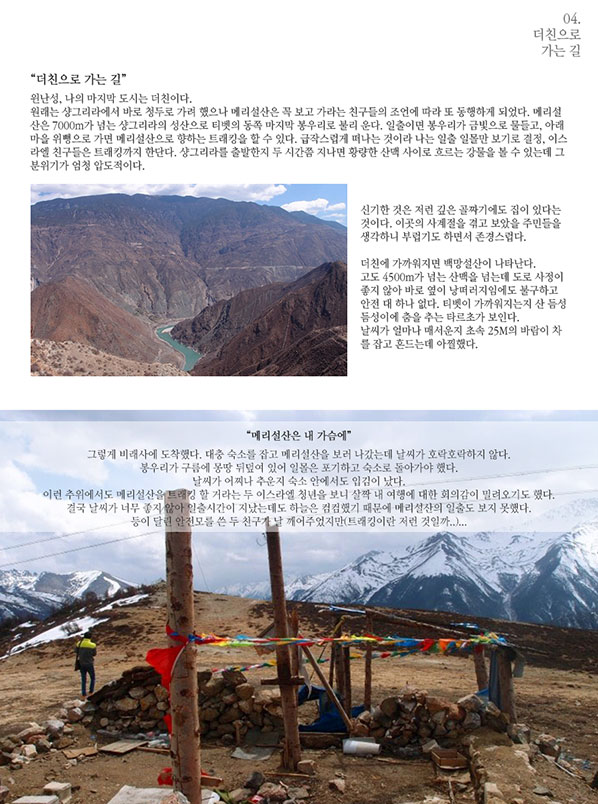 04.
더친으로
가는 길
“더친으로 가는 길”
윈난성, 나의 마지막 도시는 더친이다.
원래는 샹그리라에서 바로 청두로 가려 했으나 메리설산은 꼭 보고 가라는 친구들의 조언에 따라 또 동행하게 되었다. 메리설
산은 7000m가 넘는 샹그리라의 성산으로 티벳의 동쪽 마지막 봉우리로 불리 운다. 일출이면 봉우리가 금빛으로 물들고, 아래
마을 위뺑으로 가면 메리설산으로 향하는 트래킹을 할 수 있다. 급작스럽게 떠나는 것이라 나는 일출 일몰만 보기로 결정, 이스
라엘 친구들은 트래킹까지 한단다. 샹그리라를 출발한지 두 시간쯤 지나면 황량한 산맥 사이로 흐르는 강물을 볼 수 있는데 그
분위기가 엄청 압도적이다.
신기한 것은 저런 깊은 골짜기에도 집이 있다는
것이다. 이곳의 사계절을 겪고 보았을 주민들을
생각하니 부럽기도 하면서 존경스럽다.
더친에 가까워지면 백망설산이 나타난다.
고도 4500m가 넘는 산맥을 넘는데 도로 사정이
좋지 않아 바로 옆이 낭떠러지임에도 불구하고
안전 대 하나 없다. 티벳이 가까워지는지 산 듬성
듬성이에 춤을 추는 타르초가 보인다.
날씨가 얼마나 매서운지 초속 25M의 바람이 차
를 잡고 흔드는데 아찔했다.
“메리설산은 내 가슴에”
그렇게 비래사에 도착했다. 대충 숙소를 잡고 메리설산을 보러 나갔는데 날씨가 호락호락하지 않다.
봉우리가 구름에 몽땅 뒤덮여 있어 일몰은 포기하고 숙소로 돌아가야 했다.
날씨가 어찌나 추운지 숙소 안에서도 입김이 났다.
이런 추위에서도 메리설산을 트래킹 할 거라는 두 이스라엘 청년을 보니 살짝 내 여행에 대한 회의감이 밀려오기도 했다.
결국 날씨가 너무 좋지 않아 일출시간이 지났는데도 하늘은 컴컴했기 때문에 메리설산의 일출도 보지 못했다.
등이 달린 안전모를 쓴 두 친구가 날 깨어주었지만(트래킹이란 저런 것일까..)...